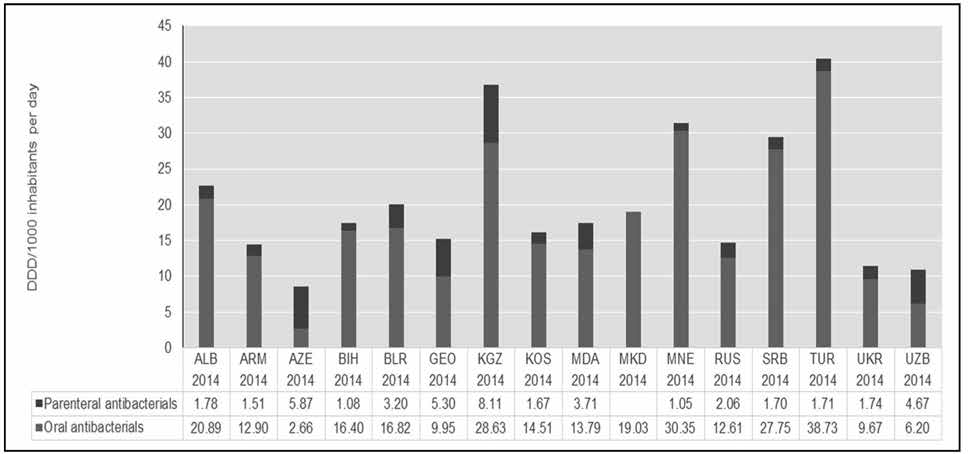 45
40
35
30
25
20
15
10
5
0
DDD/1000 inhabitants per day
ALB ARM AZE BIH BLR GEO KGZ KOS MDA MKD MNE RUS SRB TUR UKR UZB
2014 2014 2014 2014 2014 2014 2014 2014 2014 2014 2014 2014 2014 2014 2014 2014
Parenteral antibacterials 1.78 1.51 5.87 1.08 3.20 5.30 8.11 1.67 3.71 1.05 2.06 1.70 1.71 1.74 4.67
Oral antibacterials 20.89 12.90 2.66 16.40 16.82 9.95 28.63 14.51 13.79 19.03 30.35 12.61 27.75 38.73 9.67 6.20